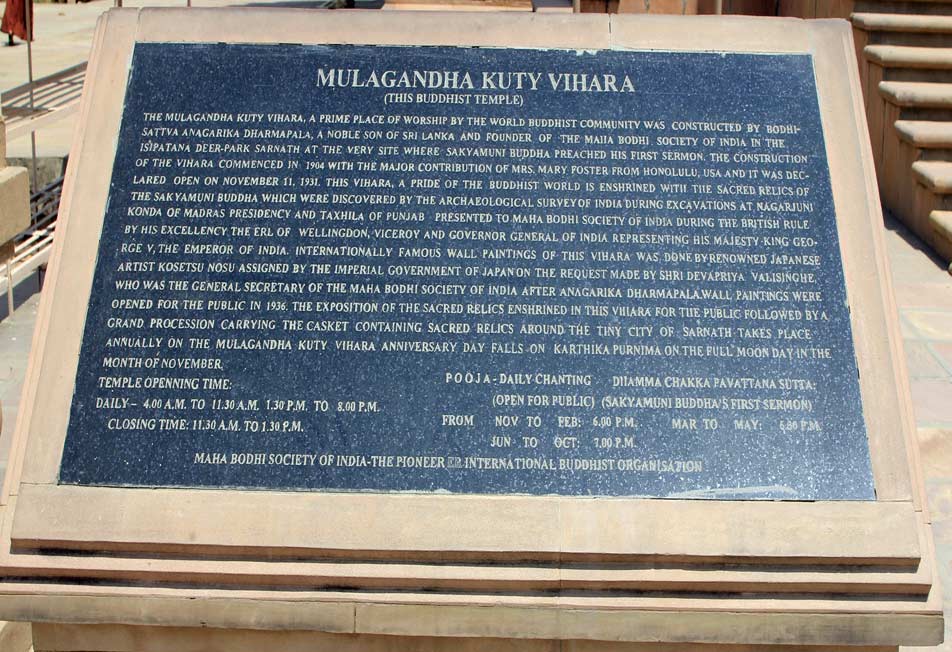 MULAGANDHA KUTY VIHARA
(THIS BUDDHIST TEMPLE)
THE MULAGANDHA KUTY VIHARA, A PRIME PLACE OF WORSHIP BY THE WORLD BUDDHIST COMMUNITY WAS CONSTRUCTED BY BODHI-
SATTVA ANAGARIKA DHARMAPALA, A NOBLE SON OF SRI LANKA AND FOUNDER OF THE MAHA BODHI SOCIETY OF INDIA IN THE
ISIPATANA DEER-PARK SARNATH AT THE VERY SITE WHERE SAKYAMUNI BUDDHA PREACHED HIS FIRST SERMON. THE CONSTRUCTION
OF THE VIHARA COMMENCED IN 1904 WITH THE MAJOR CONTRIBUTION OF MRS. MARY FOSTER FROM HONOLULU, USA AND IT WAS DEC-
LARED OPEN ON NOVEMBER 11, 1931. THIS VIHARA, A PRIDE OF THE BUDDHIST WORLD IS ENSHRINED WITH THE SACRED RELICS OF
THE SAKYAMUNI BUDDHA WHICH WERE DISCOVERED BY THE ARCHAEOLOGICAL SURVEY OF INDIA DURING EXCAVATIONS AT NAGARJUNI
KONDA OF MADRAS PRESIDENCY AND TAXHILA OF PUNJAB PRESENTED TO MAHA BODHI SOCIETY OF INDIA DURING THE BRITISH RULE
BY HIS EXCELLENCY THE ERL OF WELLINGDON, VICEROY AND GOVERNOR GENERAL OF INDIA REPRESENTING HIS MAJESTY KING GEO-
RGE V, THE EMPEROR OF INDIA. INTERNATIONALLY FAMOUS WALL PAINTINGS OF THIS VIHARA WAS DONE BY RENOWNED JAPANESE
ARTIST KOSETSU NOSU ASSIGNED BY THE IMPERIAL GOVERNMENT OF JAPAN ON THE REQUEST MADE BY SHRI DEVAPRIYA VALISINGHE,
WHO WAS THE GENERAL SECRETARY OF THE MAHA BODHI SOCIETY OF INDIA AFTER ANAGARIKA DHARMAPALA.WALL PAINTINGS WERE
OPENED FOR THE PUBLIC IN 1936. THE EXPOSITION OF THE SACRED RELICS ENSHRINED IN THIS VIHARA FOR THE PUBLIC FOLLOWED BY A
GRAND PROCESSION CARRYING THE CASKET CONTAINING SACRED RELICS AROUND THE TINY CITY OF SARNATH TAKES PLACE
ANNUALLY ON THE MULAGANDHA KUTY VIHARA ANNIVERSARY DAY FALLS ON KARTHIKA PURNIMA ON THE FULL MOON DAY IN THE
MONTH OF NOVEMBER.
TEMPLE OPENNING TIME: POOJA - DAILY CHANTING DHAMMA CHAKKA PAVATTANA SUTTA:
DAILY- 4.00 A.M. TO 11.30 A.M. 1.30 P.M. TO 8.00 P.M. (OPEN FOR PUBLIC) (SAKYAMUNI BUDDHA'S FIRST SERMON)
CLOSING TIME: 11.30 A.M. TO 1.30 P.M. FROM NOV TO FEB: 6.00 P.M. MAR TO MAY: P.M.
JUN TO OCT: 7.00 P.M.
MAHA BODHI SOCIETY OF INDIA-THE PIONEER INTERNATIONAL BUDDHIST ORGANISATION